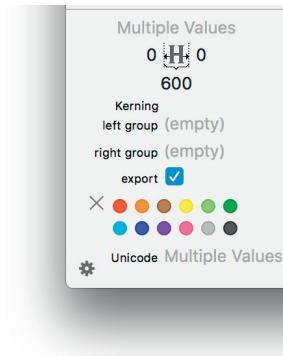 Multiple Values
0 H 0
600
Kerning
left group (empty)
right group (empty)
export
Unicode Multiple Values